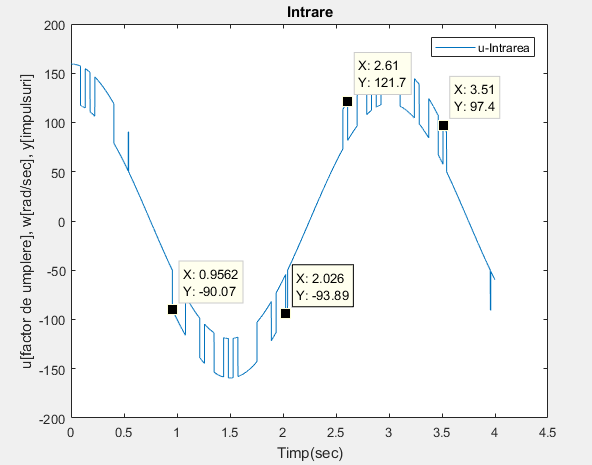 Intrare
u[factor de umplere], w[rad/sec], y[impulsuri]
200
150
100
50
0
-50
-100
-150
-200
u-Intrarea
X: 2.61
Y: 121.7
X: 3.51
Y: 97.4
X: 0.9562
Y: -90.07
X: 2.026
Y: -93.89
0
0.5
1
1.5
2
2.5
3
3.5
4
4.5
Timp(sec)